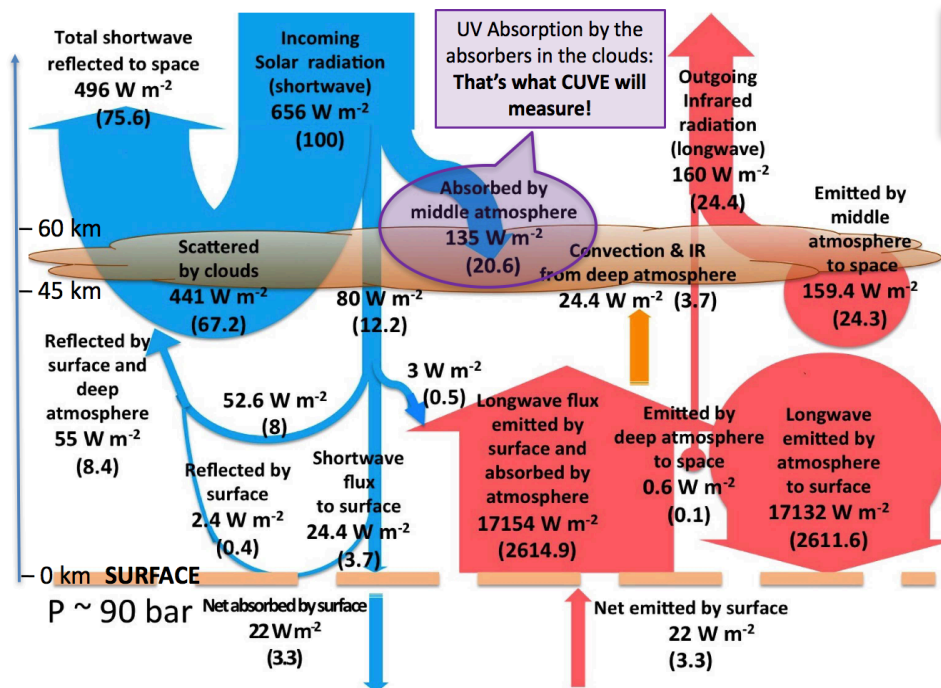 Total shortwave
reflected to space
496 W m-2
(75.6)
Incoming
Solar radiation
(shortwave)
656 W m-2
(100)
UV Absorption by the
absorbers in the clouds:
That's what CUVE will
measure!
Outgoing
Infrared
radiation
(longwave)
160 W m-2
(24.4)
Absorbed by
middle atmosphere
135 W m-2
(20.6)
Emitted by
middle
atmosphere
to space
159.4 W m-2
(24.3)
60 km
45 km
Scattered
by clouds
441 W m-2
(67.2)
80 W m-2
(12.2)
Convection & IR
from deep atmosphere
24.4 W m-2 (3.7)
Reflected by
surface and
deep
atmosphere
55 W m-2
(8.4)
52.6 W m-2
(8)
3 W m-2
(0.5)
Reflected by
surface
2.4 W m-2
(0.4)
Shortwave
flux
to surface
24.4 W m-2
(3.7)
Longwave flux
emitted by
surface and
absorbed by
atmosphere
17154 W m-2
(2614.9)
Emitted by
deep atmosphere
to space
0.6 W m-2
(0.1)
Longwave
emitted by
atmosphere
to surface
17132 W m-2
(2611.6)
0 km SURFACE
P ~ 90 bar
Net absorbed by surface
22 W m-2
(3.3)
Net emitted by surface
22 W m-2
(3.3)